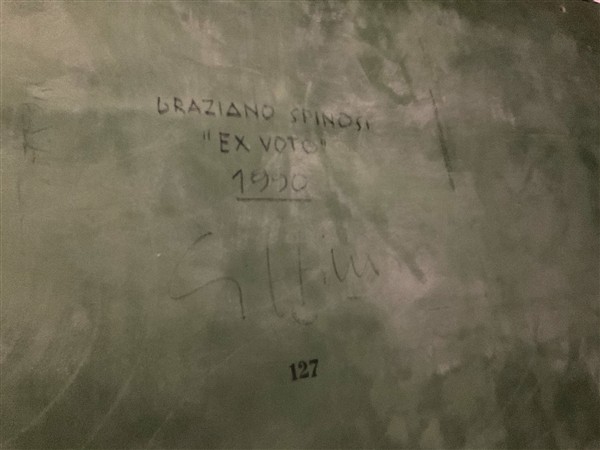 GRAZIANO SPINOSI
"EX VOTO"
1990
127